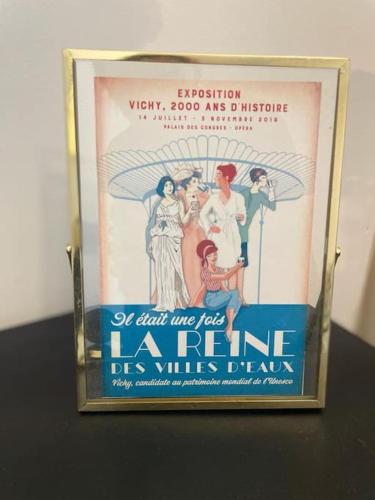 EXPOSITION
VICHY, 2000 ANS D'HISTOIRE
14 JUILLET - 5 NOVEMBRE 2018
PALAIS DES CONGRÈS - OPÉRA
Il était une fois
LA REINE
DES VILLES D'EAUX
Vichy, candidate au patrimoine mondial de l'Unesco